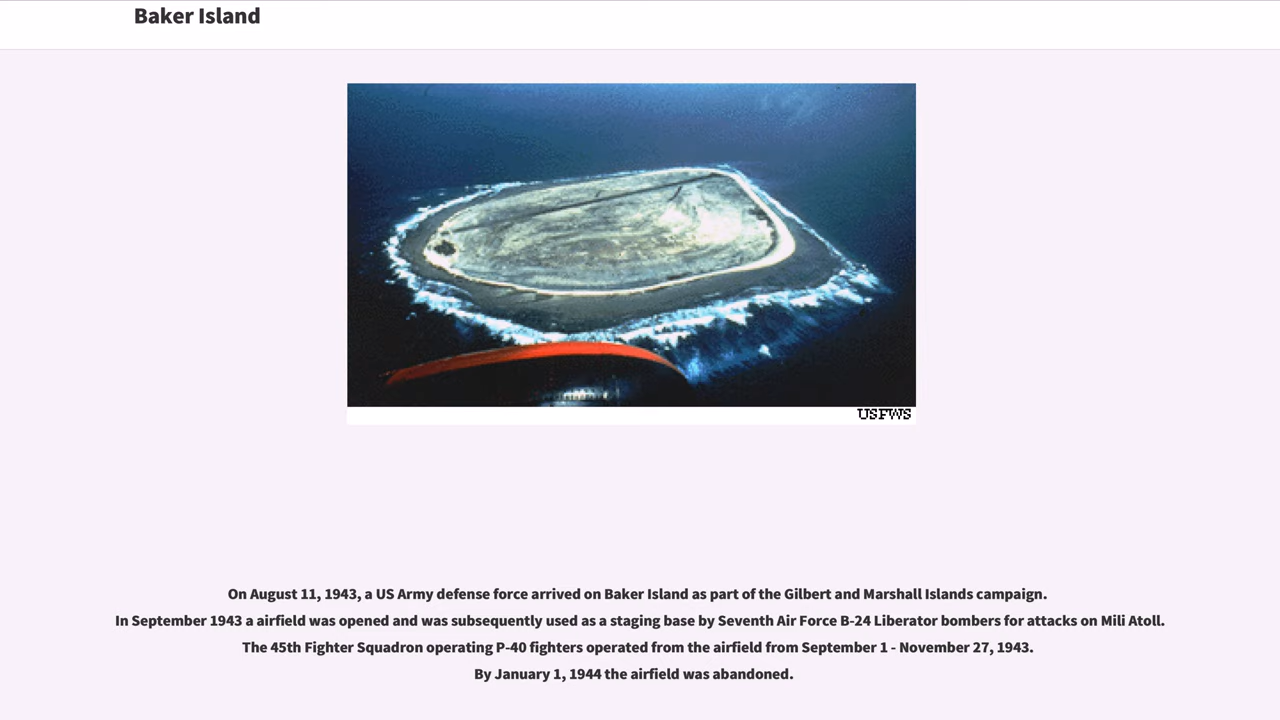 Baker Island
USFWS
On August 11, 1943, a US Army defense force arrived on Baker Island as part of the Gilbert and Marshall Islands campaign.
In September 1943 a airfield was opened and was subsequently used as a staging base by Seventh Air Force B-24 Liberator bombers for attacks on Mili Atoll.
The 45th Fighter Squadron operating P-40 fighters operated from the airfield from September 1 - November 27, 1943.
By January 1, 1944 the airfield was abandoned.